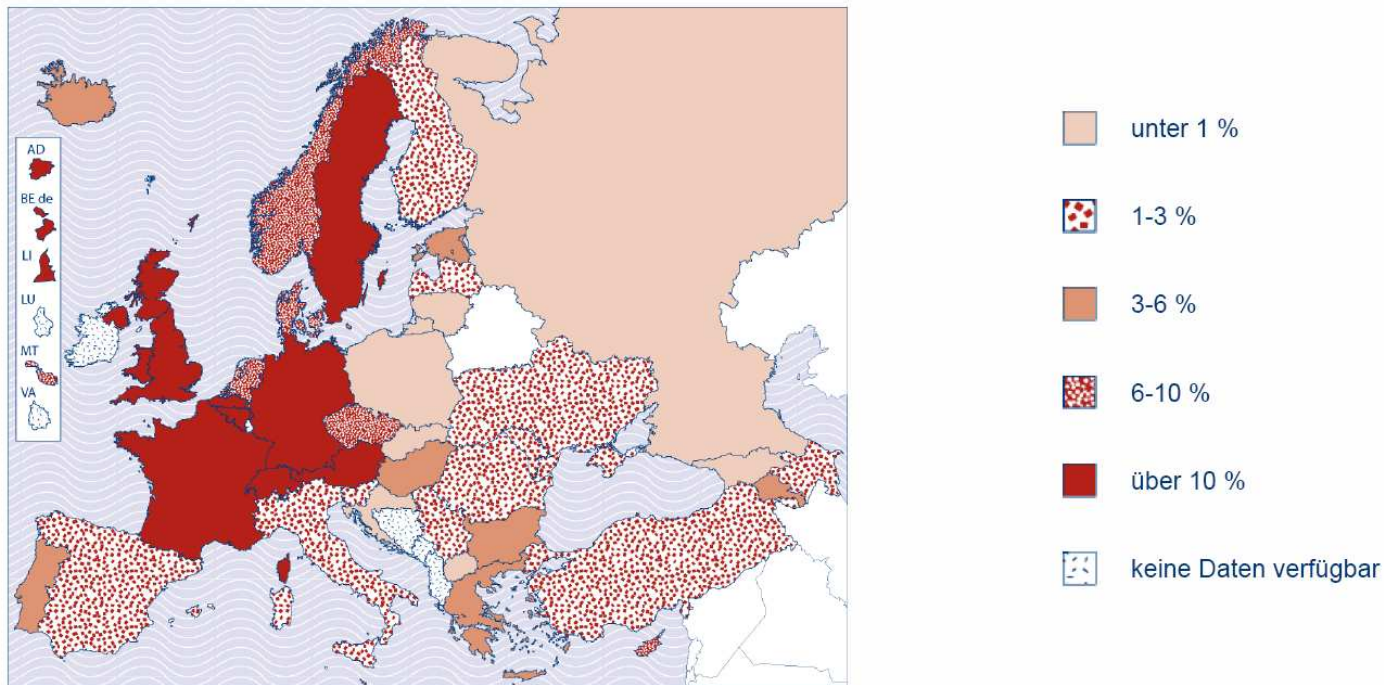 AD
BE de
LI
LU
MT
VA
unter 1 %
1-3 %
3-6 %
6-10 %
über 10 %
keine Daten verfügbar